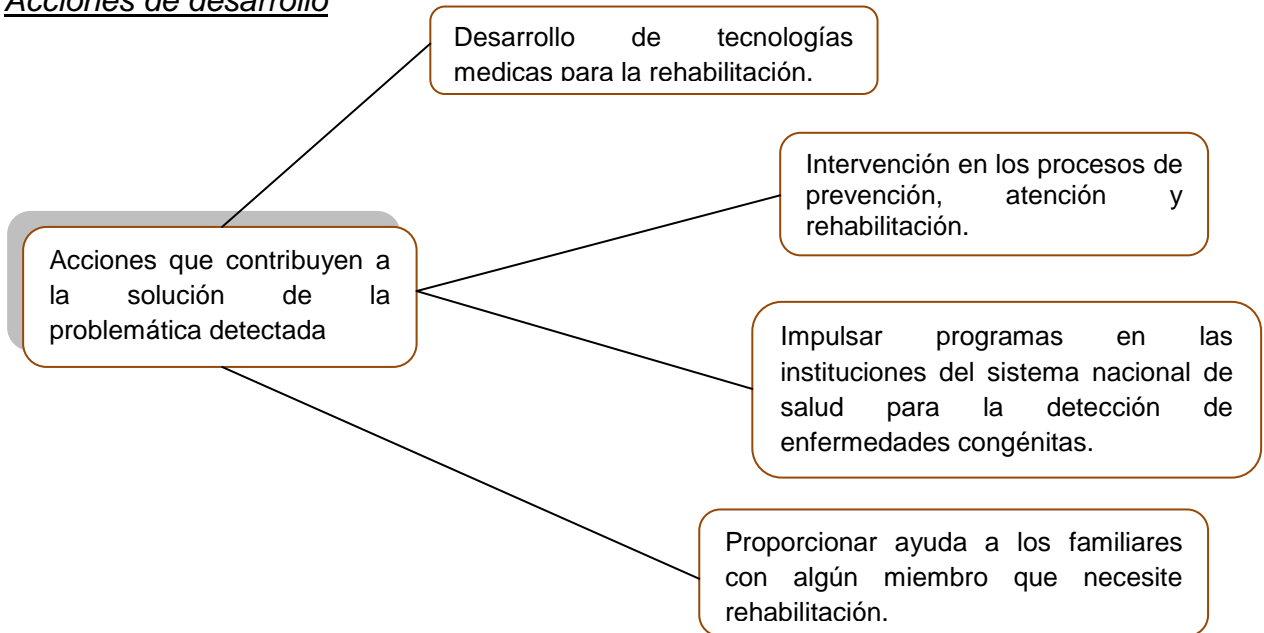 Acciones de desarrollo
Desarrollo de tecnologías
medicas para la rehabilitación.
Intervención en los procesos de
prevención, atención y
rehabilitación.
Acciones que contribuyen a
la solución de la
problemática detectada
Impulsar programas en las
instituciones del sistema nacional de
salud para la detección de
enfermedades congénitas.
Proporcionar ayuda a los familiares
con algún miembro que necesite
rehabilitación.